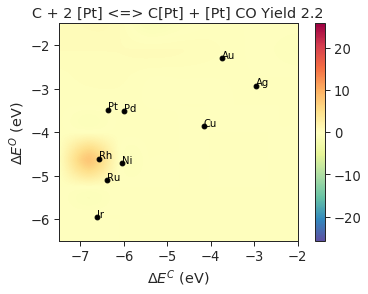 C + 2 [Pt] <=> C[Pt] + [Pt] CO Yield 2.2
−2
−3
−4
−5
−6
ΔE^O (eV)
Au
Ag
Pt
Pd
Cu
Rh
Ni
Ru
Ir
−7
−6
−5
−4
−3
−2
ΔE^C (eV)
20
10
0
−10
−20